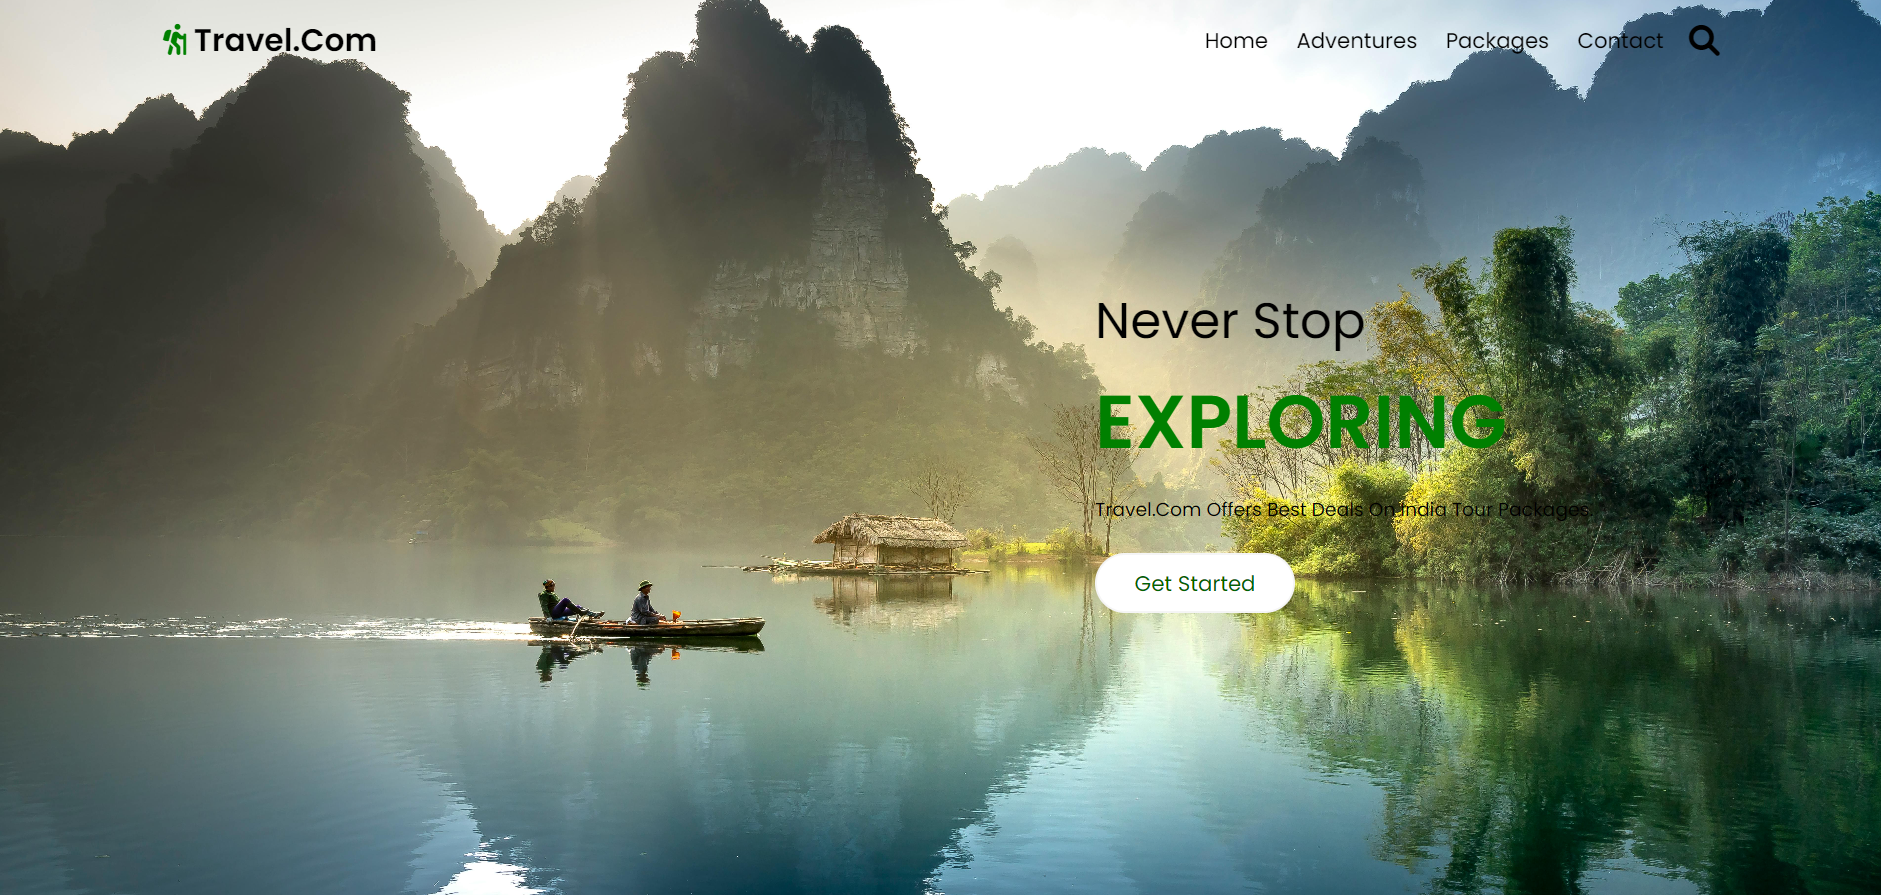 Travel.Com
Home Adventures Packages Contact
Never Stop
EXPLORING
Travel.Com Offers Best Deals On India Tour Packages.
Get Started